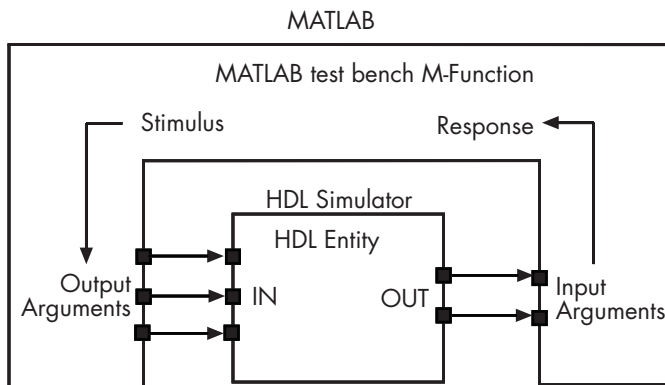 MATLAB
MATLAB test bench M-Function
Stimulus
Response
HDL Simulator
HDL Entity
Output
Arguments
IN
OUT
Input
Arguments